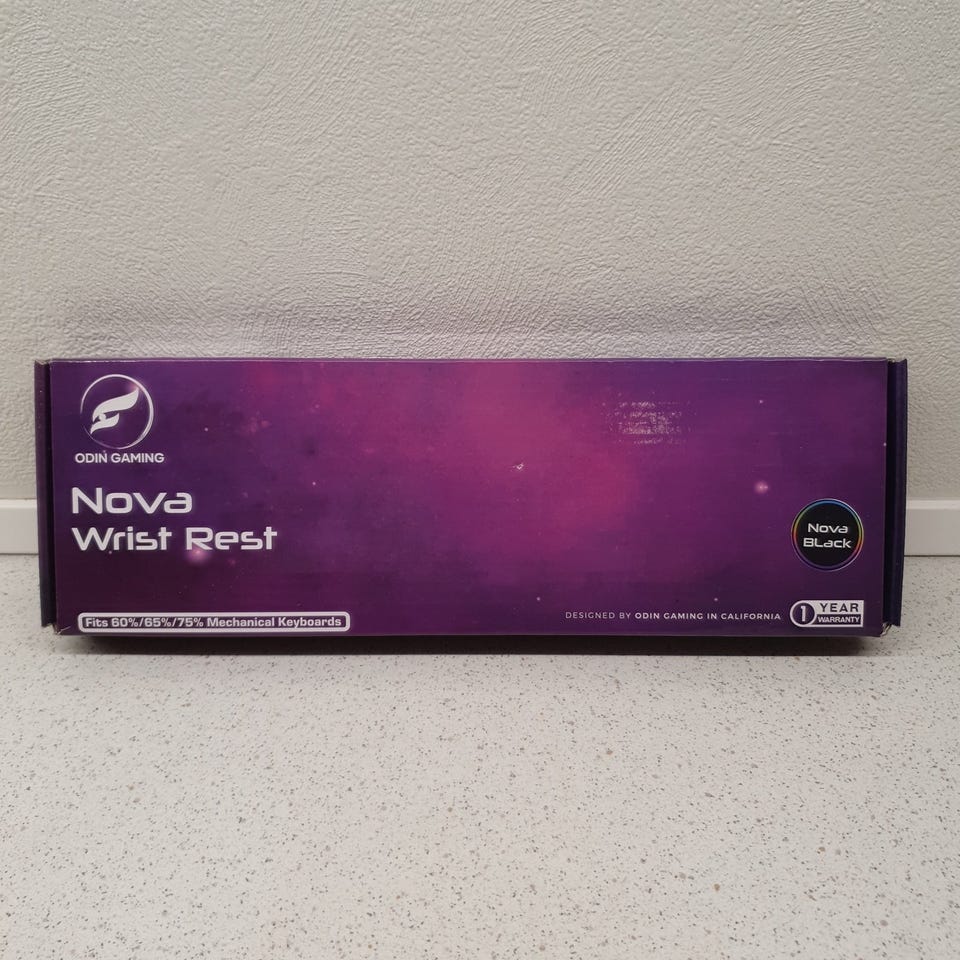 ODIN GAMING
Nova
Wrist Rest
Nova
BLack
Fits 60%/65%/75% Mechanical Keyboards
DESIGNED BY ODIN GAMING IN CALIFORNIA
1 YEAR
WARRANTY